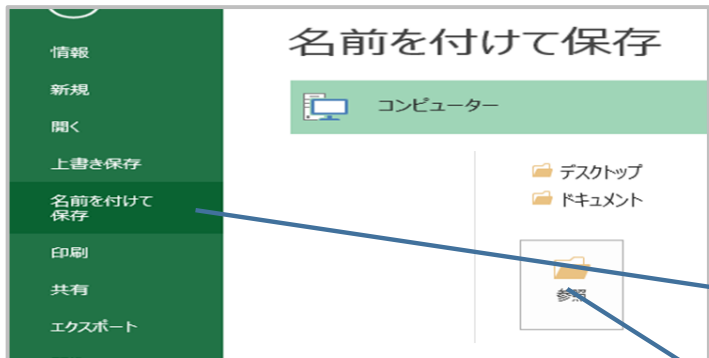 情報
新規
開く
上書き保存
名前を付けて
保存
印刷
共有
エクスポート
名前を付けて保存
コンピューター
デスクトップ
ドキュメント
参照